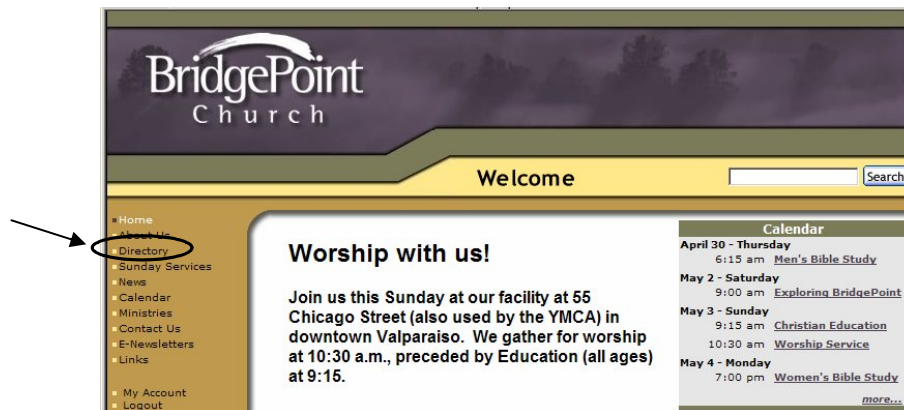 BridgePoint
Church
Welcome
Search
Home
About Us
Directory
Sunday Services
News
Calendar
Ministries
Contact Us
E-Newsletters
Links
My Account
Logout
Worship with us!
Join us this Sunday at our facility at 55
Chicago Street (also used by the YMCA) in
downtown Valparaiso.  We gather for worship
at 10:30 a.m., preceded by Education (all ages)
at 9:15.
Calendar
April 30 - Thursday
6:15 am Men's Bible Study
May 2 - Saturday
9:00 am Exploring BridgePoint
May 3 - Sunday
9:15 am Christian Education
10:30 am Worship Service
May 4 - Monday
7:00 pm Women's Bible Study
more...